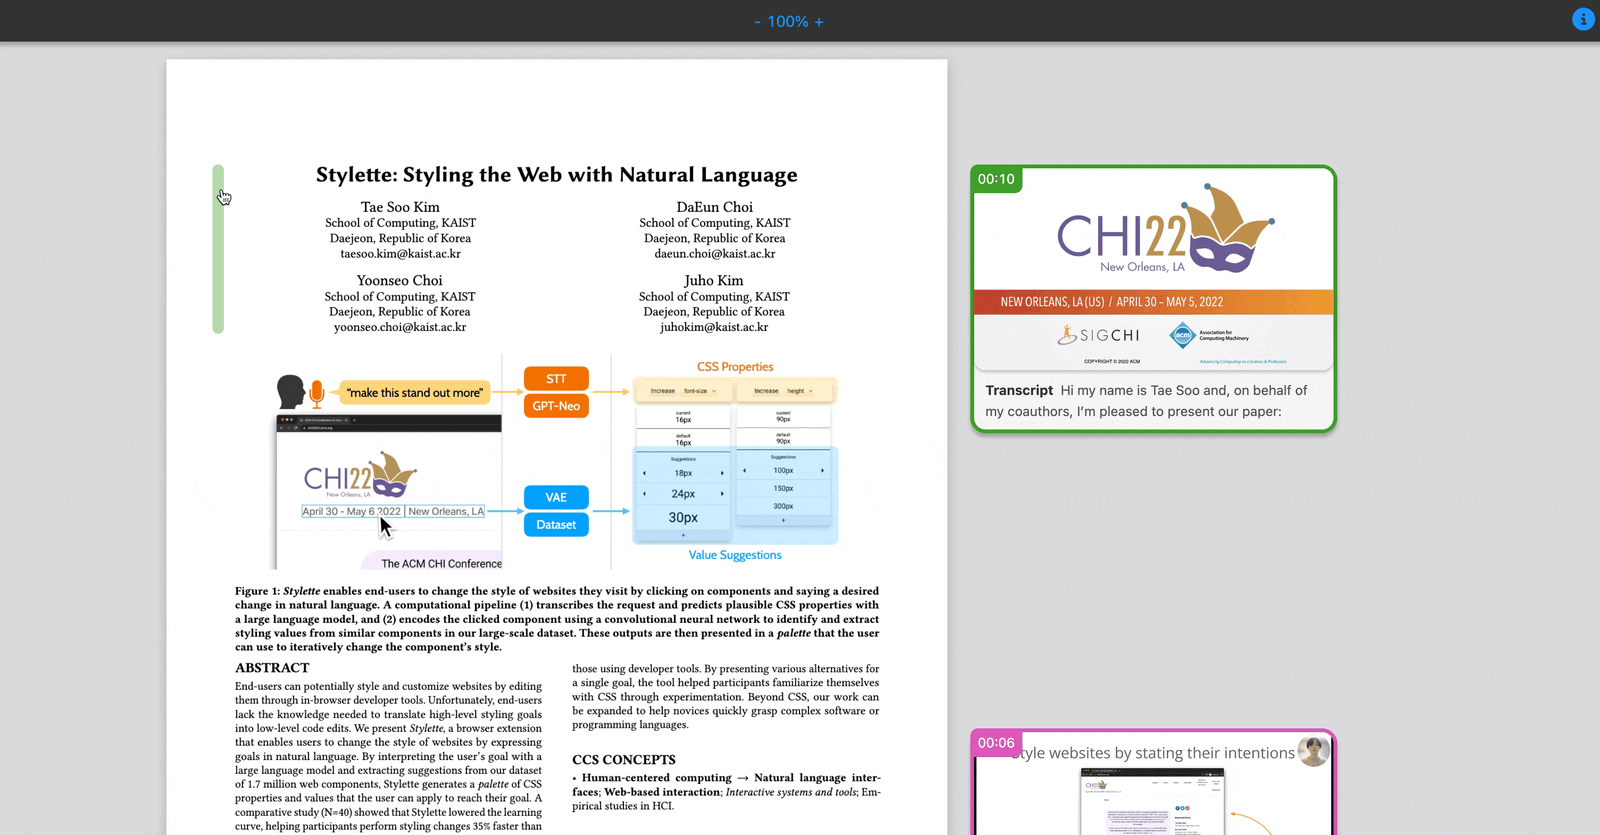 - 100% +
i
Stylette: Styling the Web with Natural Language
Tae Soo Kim
School of Computing, KAIST
Daejeon, Republic of Korea
taesoo.kim@kaist.ac.kr
DaEun Choi
School of Computing, KAIST
Daejeon, Republic of Korea
daeun.choi@kaist.ac.kr
Yoonseo Choi
School of Computing, KAIST
Daejeon, Republic of Korea
yoonseo.choi@kaist.ac.kr
Juho Kim
School of Computing, KAIST
Daejeon, Republic of Korea
juhokim@kaist.ac.kr
"make this stand out more"
STT
GPT-Neo
CSS Properties
Increase font-size
Increase height
current
16px
default
16px
Suggestions
18px
24px
30px
+
current
90px
default
90px
Suggestions
100px
150px
300px
+
CHI22
New Orleans, LA
April 30 - May 6 2022 | New Orleans, LA
The ACM CHI Conference
VAE
Dataset
Value Suggestions
Figure 1: Stylette enables end-users to change the style of websites they visit by clicking on components and saying a desired
change in natural language. A computational pipeline (1) transcribes the request and predicts plausible CSS properties with
a large language model, and (2) encodes the clicked component using a convolutional neural network to identify and extract
styling values from similar components in our large-scale dataset. These outputs are then presented in a palette that the user
can use to iteratively change the component's style.
ABSTRACT
End-users can potentially style and customize websites by editing
them through in-browser developer tools. Unfortunately, end-users
lack the knowledge needed to translate high-level styling goals
into low-level code edits. We present Stylette, a browser extension
that enables users to change the style of websites by expressing
goals in natural language. By interpreting the user's goal with a
large language model and extracting suggestions from our dataset
of 1.7 million web components, Stylette generates a palette of CSS
properties and values that the user can apply to reach their goal. A
comparative study (N=40) showed that Stylette lowered the learning
curve, helping participants perform styling changes 35% faster than
those using developer tools. By presenting various alternatives for
a single goal, the tool helped participants familiarize themselves
with CSS through experimentation. Beyond CSS, our work can
be expanded to help novices quickly grasp complex software or
programming languages.
CCS CONCEPTS
• Human-centered computing → Natural language inter-
faces; Web-based interaction; Interactive systems and tools; Em-
pirical studies in HCI.
00:10
CHI22
New Orleans, LA
NEW ORLEANS, LA (US) / APRIL 30 – MAY 5, 2022
SIGCHI
acm
Association for
Computing Machinery
COPYRIGHT © 2022 ACM
Advancing Computing as a Science & Profession
Transcript Hi my name is Tae Soo and, on behalf of
my coauthors, I'm pleased to present our paper:
00:06
tyle websites by stating their intentions